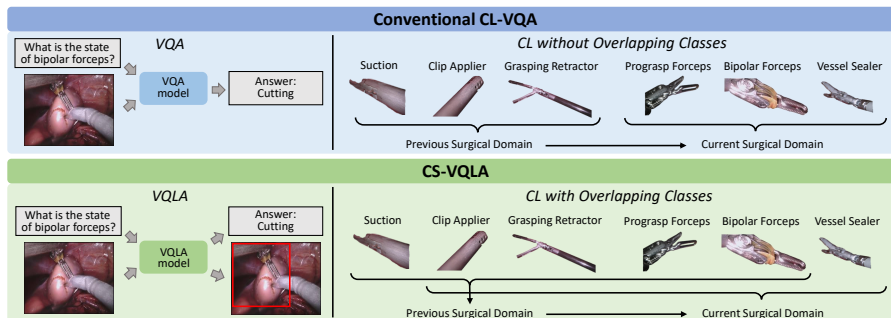 Conventional CL-VQA
VQA
What is the state
of bipolar forceps?
VQA
model
Answer:
Cutting
CL without Overlapping Classes
Suction
Clip Applier
Grasping Retractor
Prograsp Forceps
Bipolar Forceps
Vessel Sealer
Previous Surgical Domain
Current Surgical Domain
CS-VQLA
VQLA
What is the state
of bipolar forceps?
VQLA
model
Answer:
Cutting
CL with Overlapping Classes
Suction
Clip Applier
Grasping Retractor
Prograsp Forceps
Bipolar Forceps
Vessel Sealer
Previous Surgical Domain
Current Surgical Domain